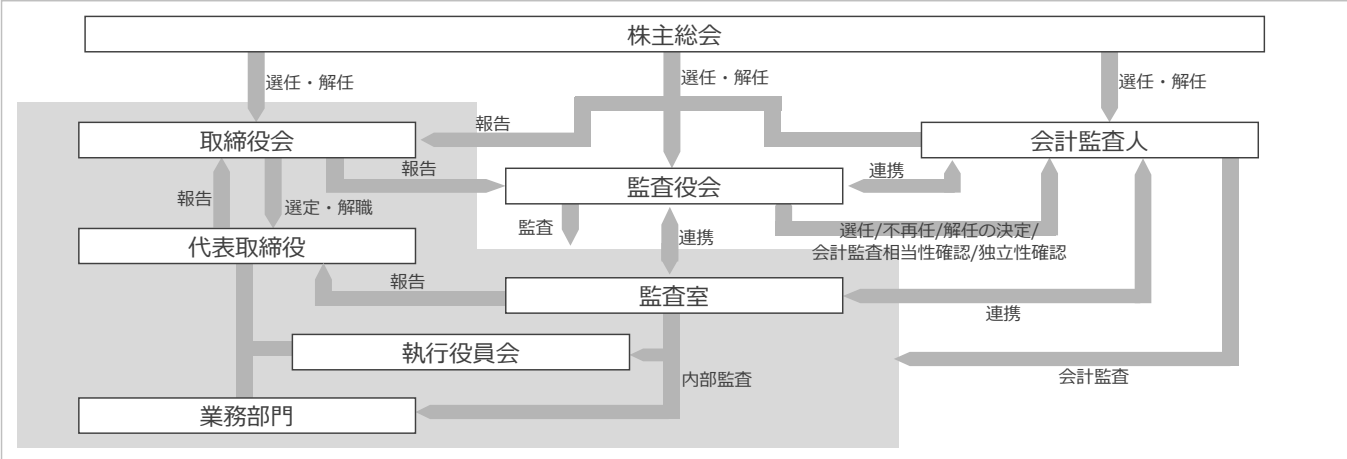 株主総会
選任・解任
選任・解任
選任・解任
取締役会
報告
会計監査人
報告
監査役会
連携
報告
選定・解職
監査
連携
選任/不再任/解任の決定/
会計監査相当性確認/独立性確認
代表取締役
報告
監査室
連携
執行役員会
内部監査
会計監査
業務部門